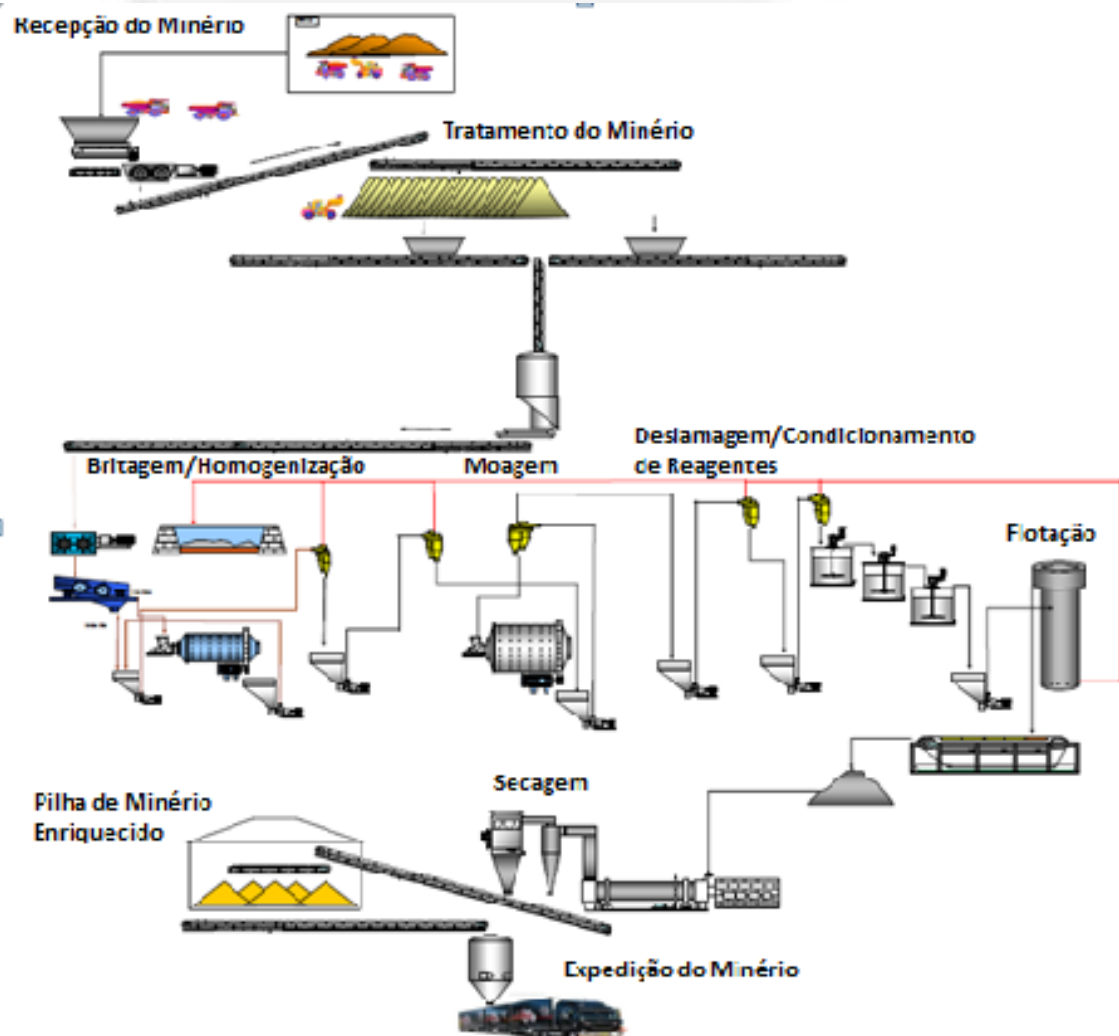 Recepção do Minério
Tratamento do Minério
Britagem/Homogenização
Moagem
Deslamagem/Condicionamento
de Reagentes
Flotação
Secagem
Pilha de Minério
Enriquecido
Expedição do Minério